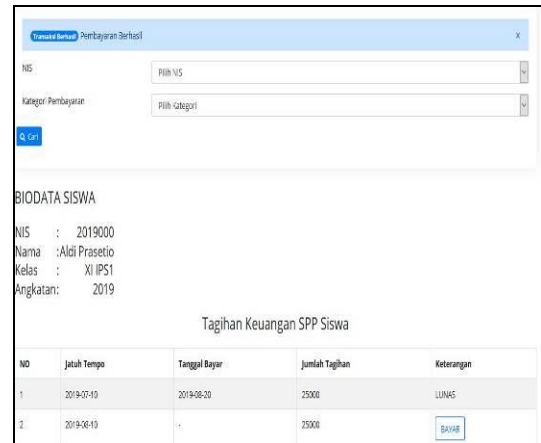 Transaksi Berhasil Pembayaran Berhasil x
NIS Pilih NIS
Kategori Pembayaran Pilih Kategori
Cari
BIODATA SISWA
NIS : 2019000
Nama :Aldi Prasetio
Kelas : XI IPS1
Angkatan: 2019
Tagihan Keuangan SPP Siswa
NO Jatuh Tempo Tanggal Bayar Jumlah Tagihan Keterangan
1 2019-07-10 2019-08-20 25000 LUNAS
2 2019-08-10 - 25000 BAYAR